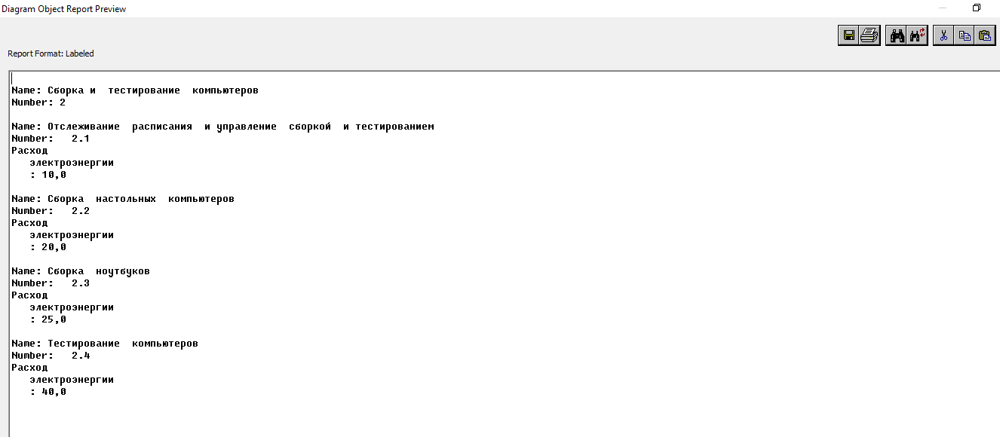 Diagram Object Report Preview
Report Format: Labeled
Name: Сборка и тестирование компьютеров
Number: 2
Name: Отслеживание расписания и управление сборкой и тестированием
Number: 2.1
Расход
электроэнергии
: 10,0
Name: Сборка настольных компьютеров
Number: 2.2
Расход
электроэнергии
: 20,0
Name: Сборка ноутбуков
Number: 2.3
Расход
электроэнергии
: 25,0
Name: Тестирование компьютеров
Number: 2.4
Расход
электроэнергии
: 40,0